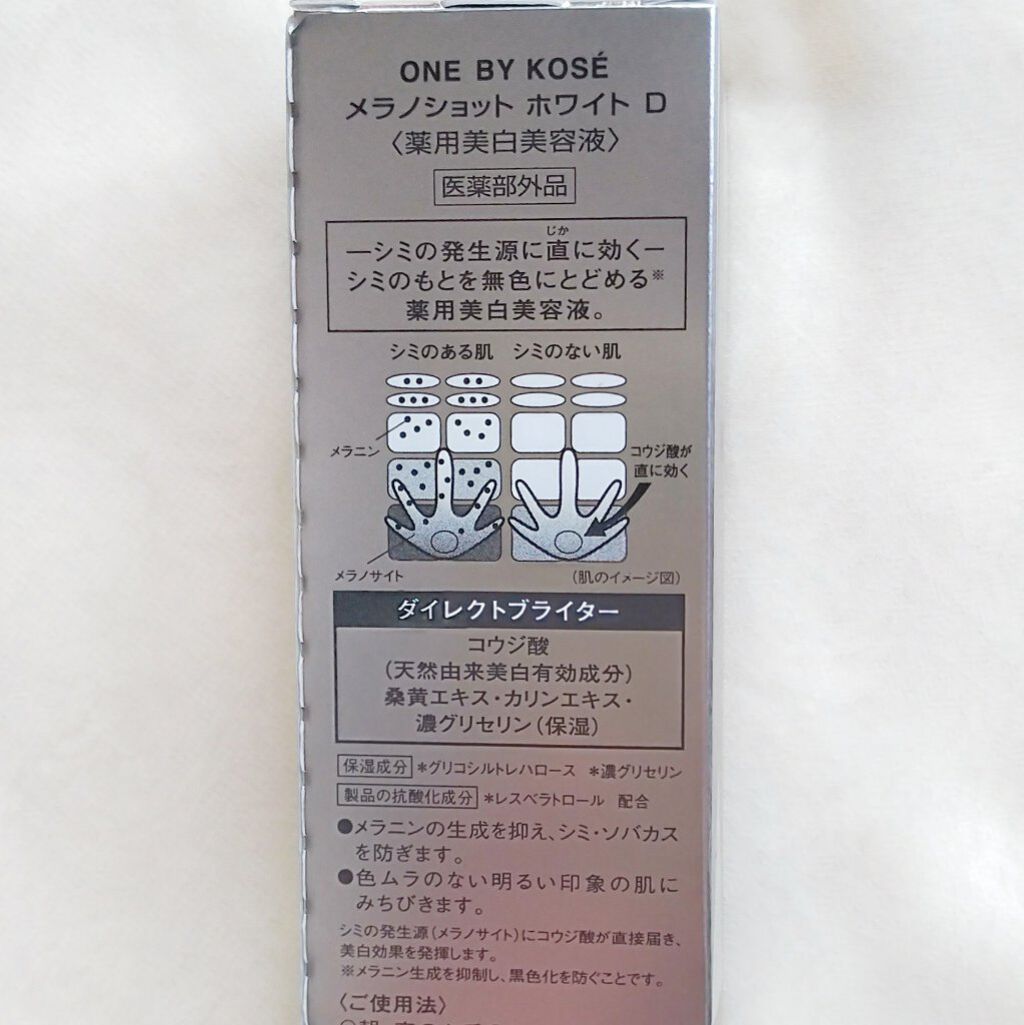 ONE BY KOSÉ
メラノショット ホワイト D
〈薬用美白美容液〉
医薬部外品
じか
―シミの発生源に直に効く―
シミのもとを無色にとどめる※
薬用美白美容液。
シミのある肌 シミのない肌
メラニン
コウジ酸が
直に効く
メラノサイト
(肌のイメージ図)
ダイレクトブライター
コウジ酸
(天然由来美白有効成分)
桑黄エキス・カリンエキス・
濃グリセリン(保湿)
保湿成分 *グリコシルトレハロース *濃グリセリン
製品の抗酸化成分 *レスベラトロール 配合
●メラニンの生成を抑え、シミ・ソバカス
を防ぎます。
●色ムラのない明るい印象の肌に
みちびきます。
シミの発生源(メラノサイト)にコウジ酸が直接届き、
美白効果を発揮します。
※メラニン生成を抑制し、黒色化を防ぐことです。
〈ご使用法〉